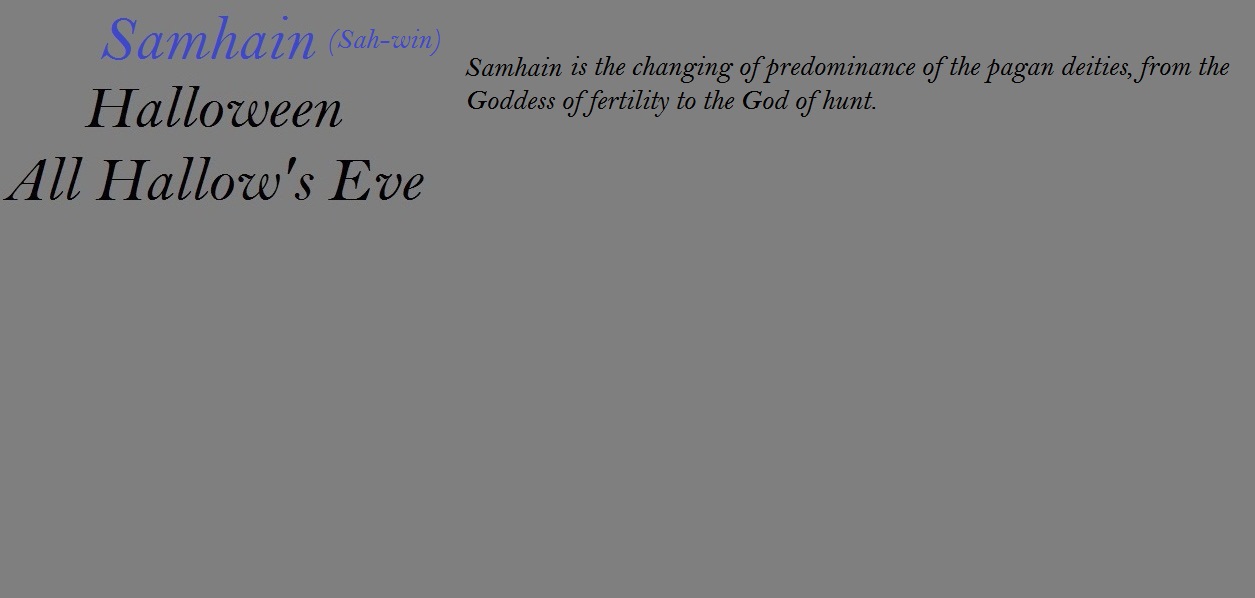 Samhain (Sah-win)
Halloween
All Hallow's Eve
Samhain is the changing of predominance of the pagan deities, from the
Goddess of fertility to the God of hunt.